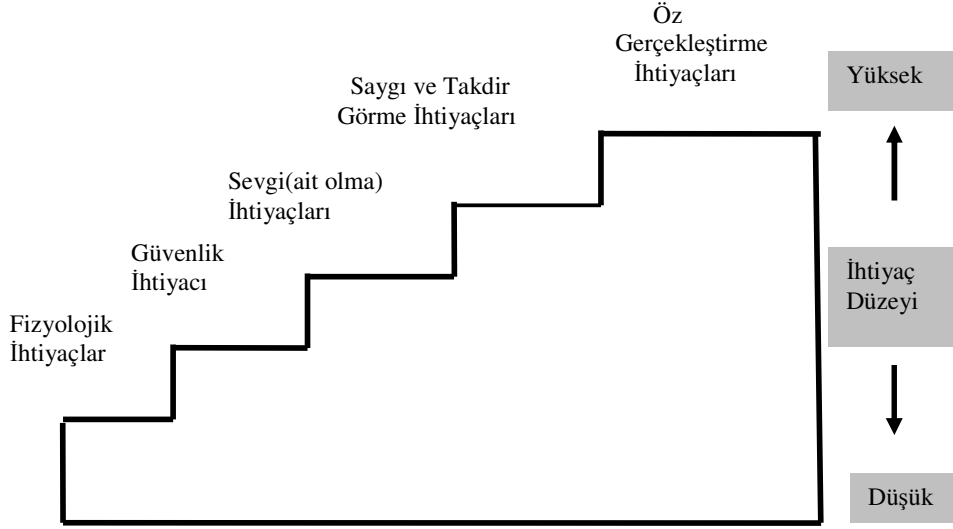 Öz
Gerçekleştirme
İhtiyaçları
Yüksek
Saygı ve Takdir
Görme İhtiyaçları
Sevgi(ait olma)
İhtiyaçları
Güvenlik
İhtiyacı
İhtiyaç
Düzeyi
Fizyolojik
İhtiyaçlar
Düşük